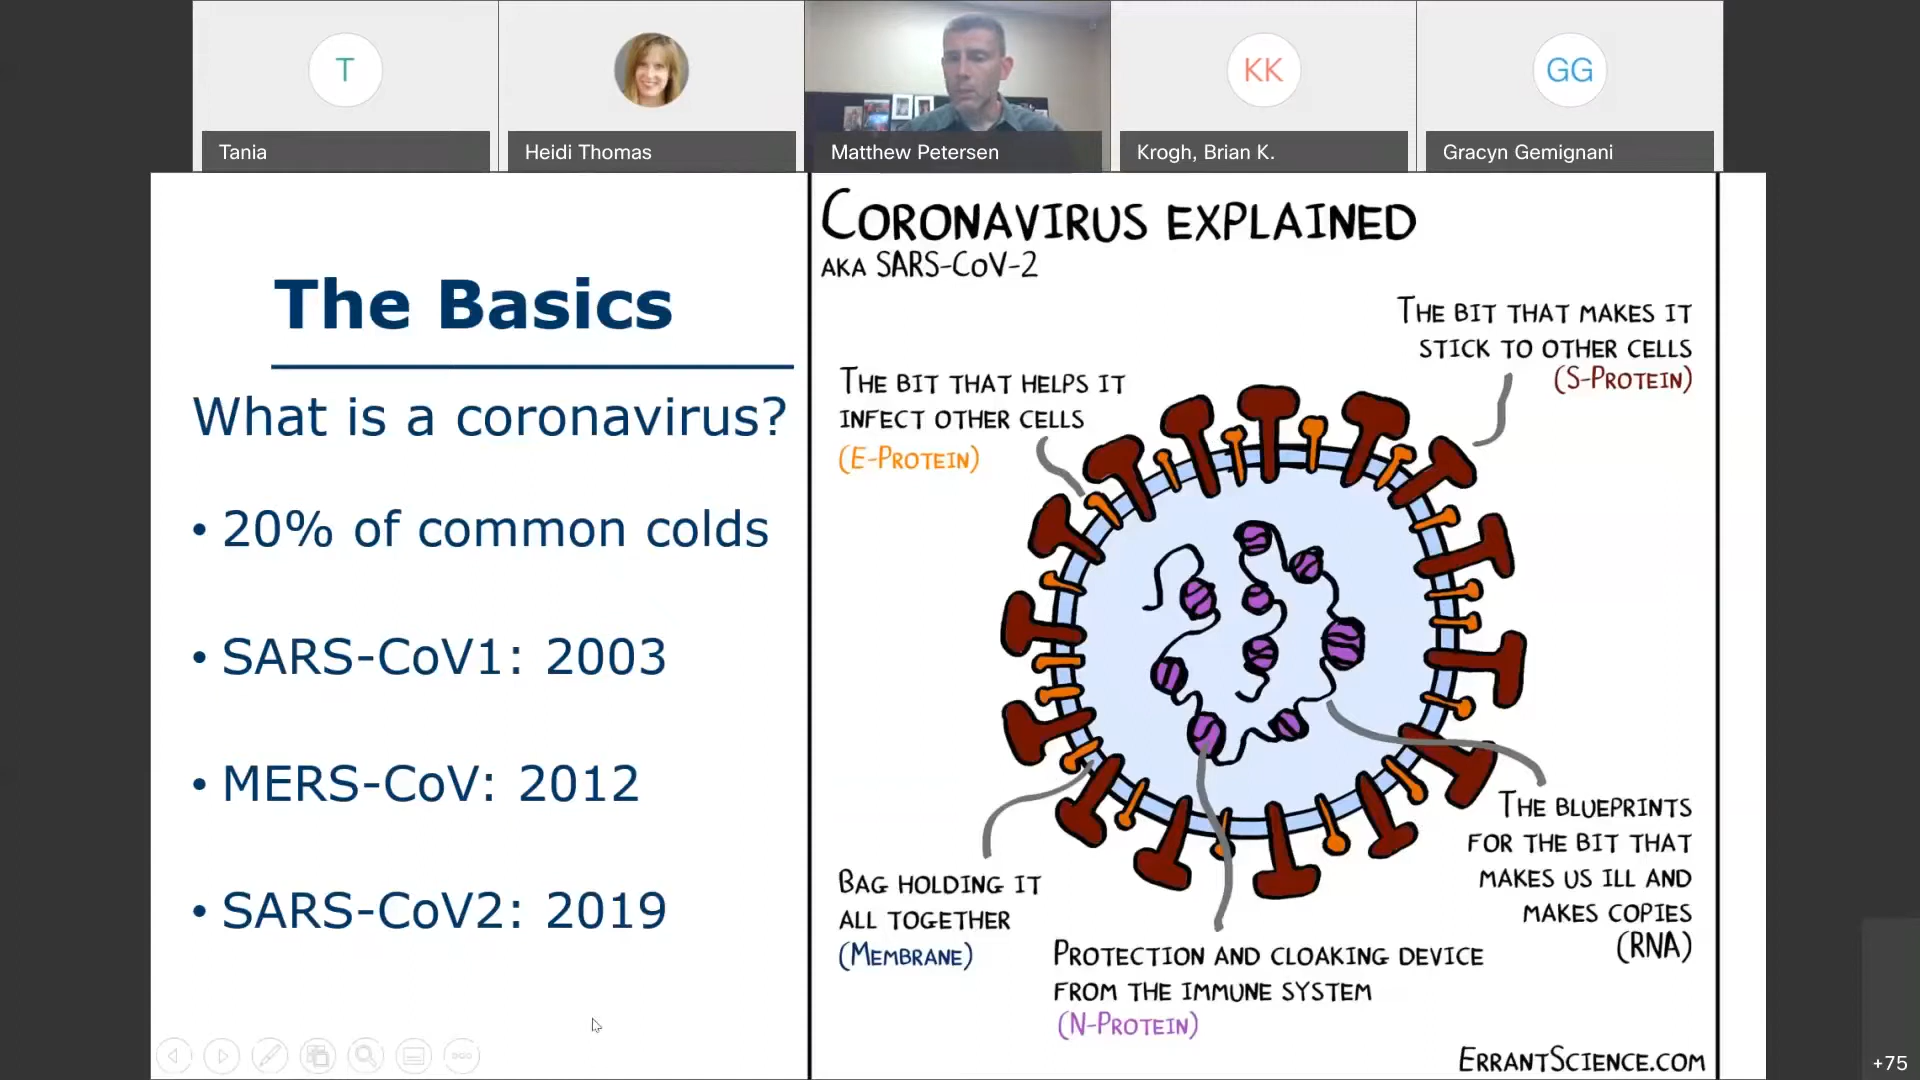 T
KK
GG
Tania
Heidi Thomas
Matthew Petersen
Krogh, Brian K.
Gracyn Gemignani
The Basics
What is a coronavirus?
• 20% of common colds
• SARS-CoV1: 2003
• MERS-CoV: 2012
• SARS-CoV2: 2019
CORONAVIRUS EXPLAINED
AKA SARS-CoV-2
THE BIT THAT MAKES IT
STICK TO OTHER CELLS
(S-PROTEIN)
THE BIT THAT HELPS IT
INFECT OTHER CELLS
(E-PROTEIN)
THE BLUEPRINTS
FOR THE BIT THAT
MAKES US ILL AND
MAKES COPIES
(RNA)
BAG HOLDING IT
ALL TOGETHER
(MEMBRANE)
PROTECTION AND CLOAKING DEVICE
FROM THE IMMUNE SYSTEM
(N-PROTEIN)
ERRANTSCIENCE.COM
+75